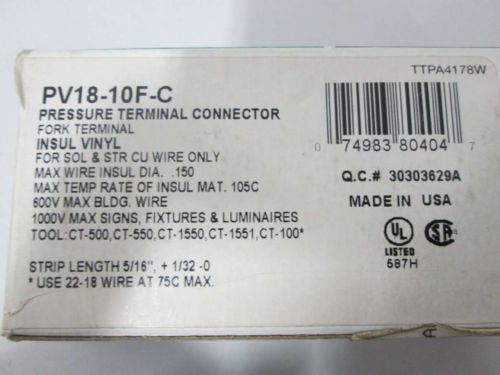 TTPA4178W
PV18-10F-C
PRESSURE TERMINAL CONNECTOR
FORK TERMINAL
INSUL VINYL
FOR SOL & STR CU WIRE ONLY
MAX WIRE INSUL DIA. .150
MAX TEMP RATE OF INSUL MAT. 105C
600V MAX BLDG. WIRE
1000V MAX SIGNS, FIXTURES & LUMINAIRES
TOOL:CT-500,CT-550,CT-1550,CT-1551,CT-100*
STRIP LENGTH 5/16", + 1/32 -0
* USE 22-18 WIRE AT 75C MAX.
0 74983 80404 7
Q.C.# 30303629A
MADE IN USA
UL SA
LISTED
587H
A